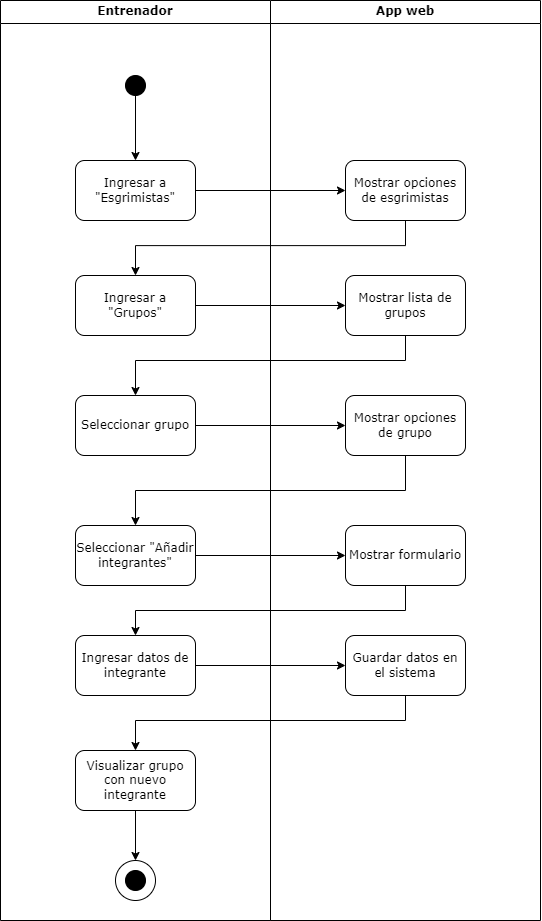 Entrenador
App web
Ingresar a
"Esgrimistas"
Mostrar opciones
de esgrimistas
Ingresar a
"Grupos"
Mostrar lista de
grupos
Seleccionar grupo
Mostrar opciones
de grupo
Seleccionar "Añadir
integrantes"
Mostrar formulario
Ingresar datos de
integrante
Guardar datos en
el sistema
Visualizar grupo
con nuevo
integrante